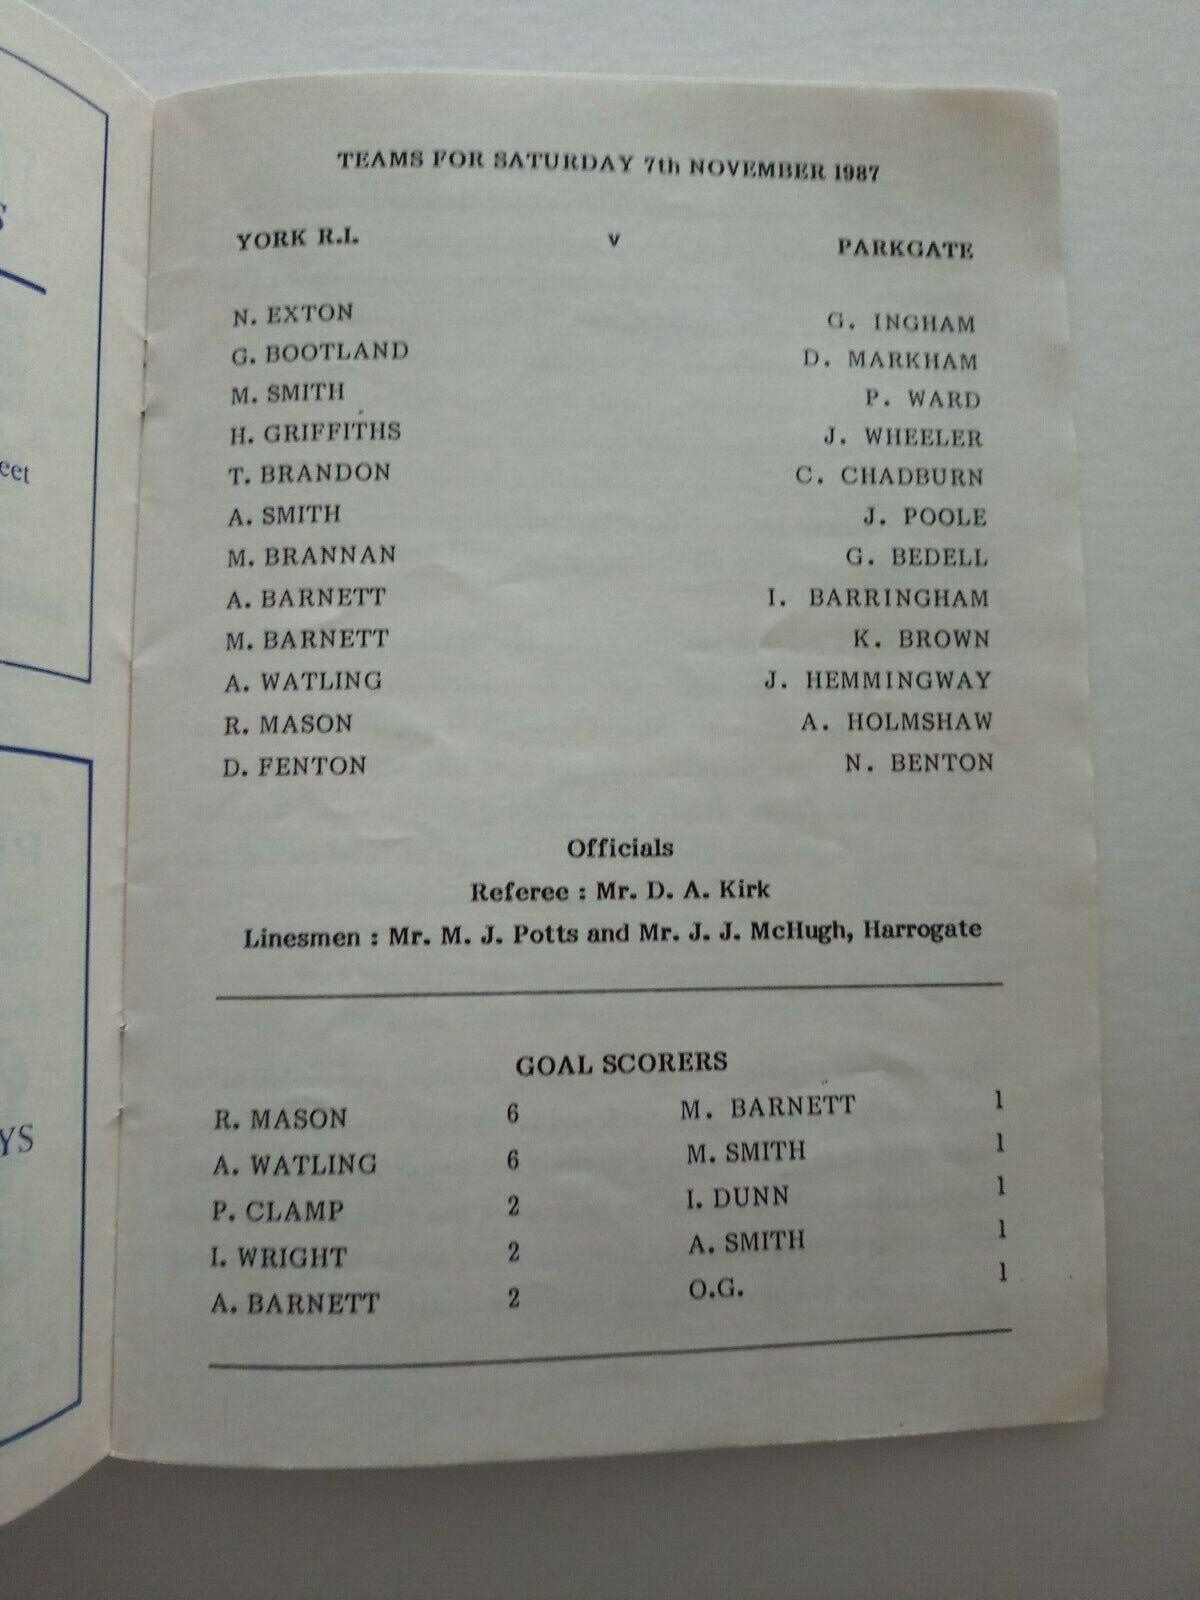 TEAMS FOR SATURDAY 7th NOVEMBER 1987
YORK R.I. v PARKGATE
N. EXTON G. INGHAM
G. BOOTLAND D. MARKHAM
M. SMITH P. WARD
H. GRIFFITHS J. WHEELER
T. BRANDON C. CHADBURN
A. SMITH J. POOLE
M. BRANNAN G. BEDELL
A. BARNETT I. BARRINGHAM
M. BARNETT K. BROWN
A. WATLING J. HEMMINGWAY
R. MASON A. HOLMSHAW
D. FENTON N. BENTON
Officials
Referee : Mr. D. A. Kirk
Linesmen : Mr. M. J. Potts and Mr. J. J. McHugh, Harrogate
GOAL SCORERS
R. MASON 6 M. BARNETT 1
A. WATLING 6 M. SMITH 1
P. CLAMP 2 I. DUNN 1
I. WRIGHT 2 A. SMITH 1
A. BARNETT 2 O.G. 1